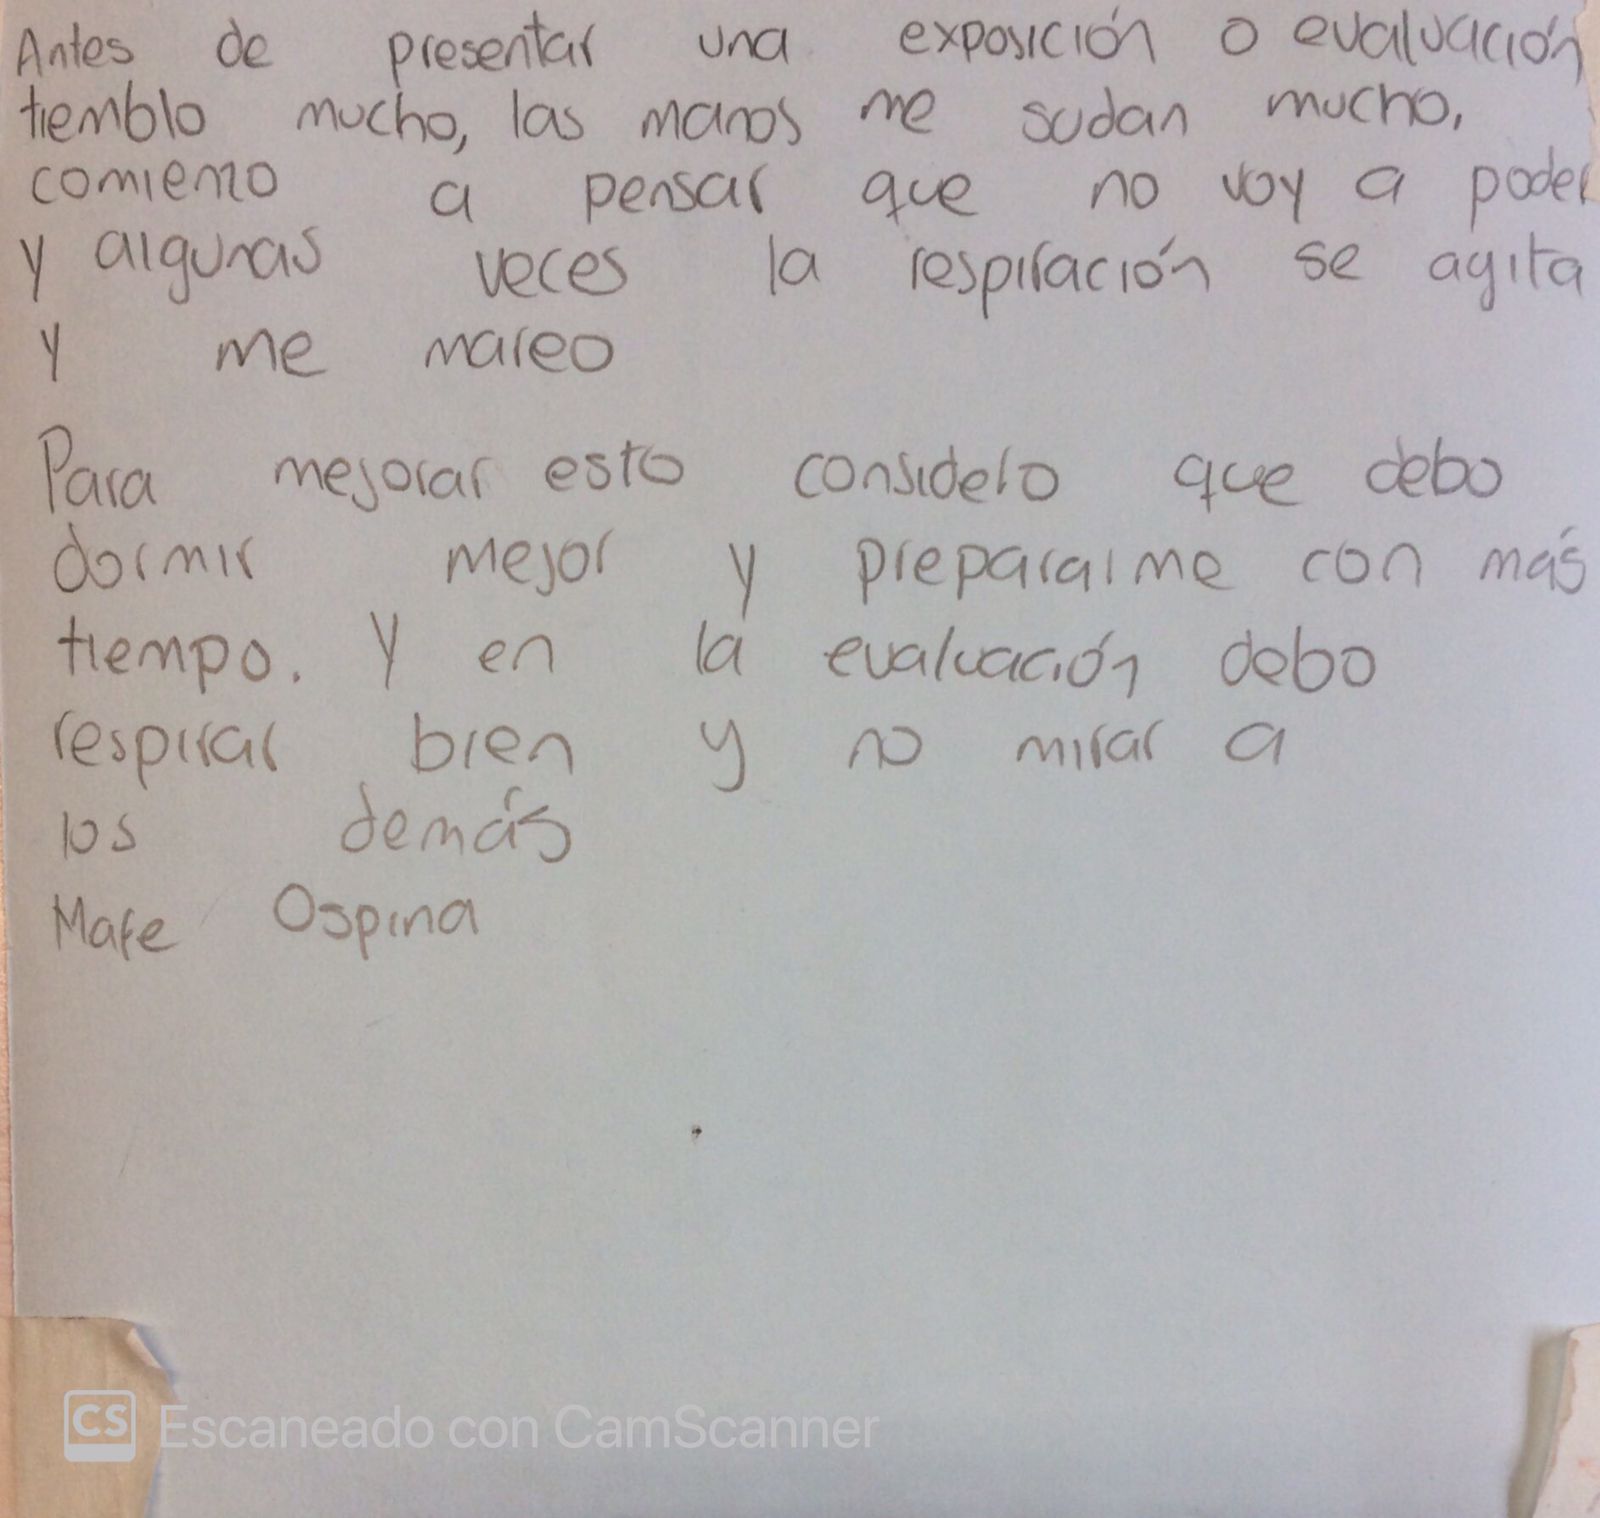 Antes de presentar una exposición o evaluación
tiemblo mucho, las manos me sudan mucho,
comienzo a pensar que no voy a poder
y algunas veces la respiración se agita
y me mareo
Para mejorar esto considero que debo
dormir mejor y prepararme con más
tiempo. Y en la evaluación debo
respirar bien y no mirar a
los demás
Mafe Ospina
CS Escaneado con CamScanner